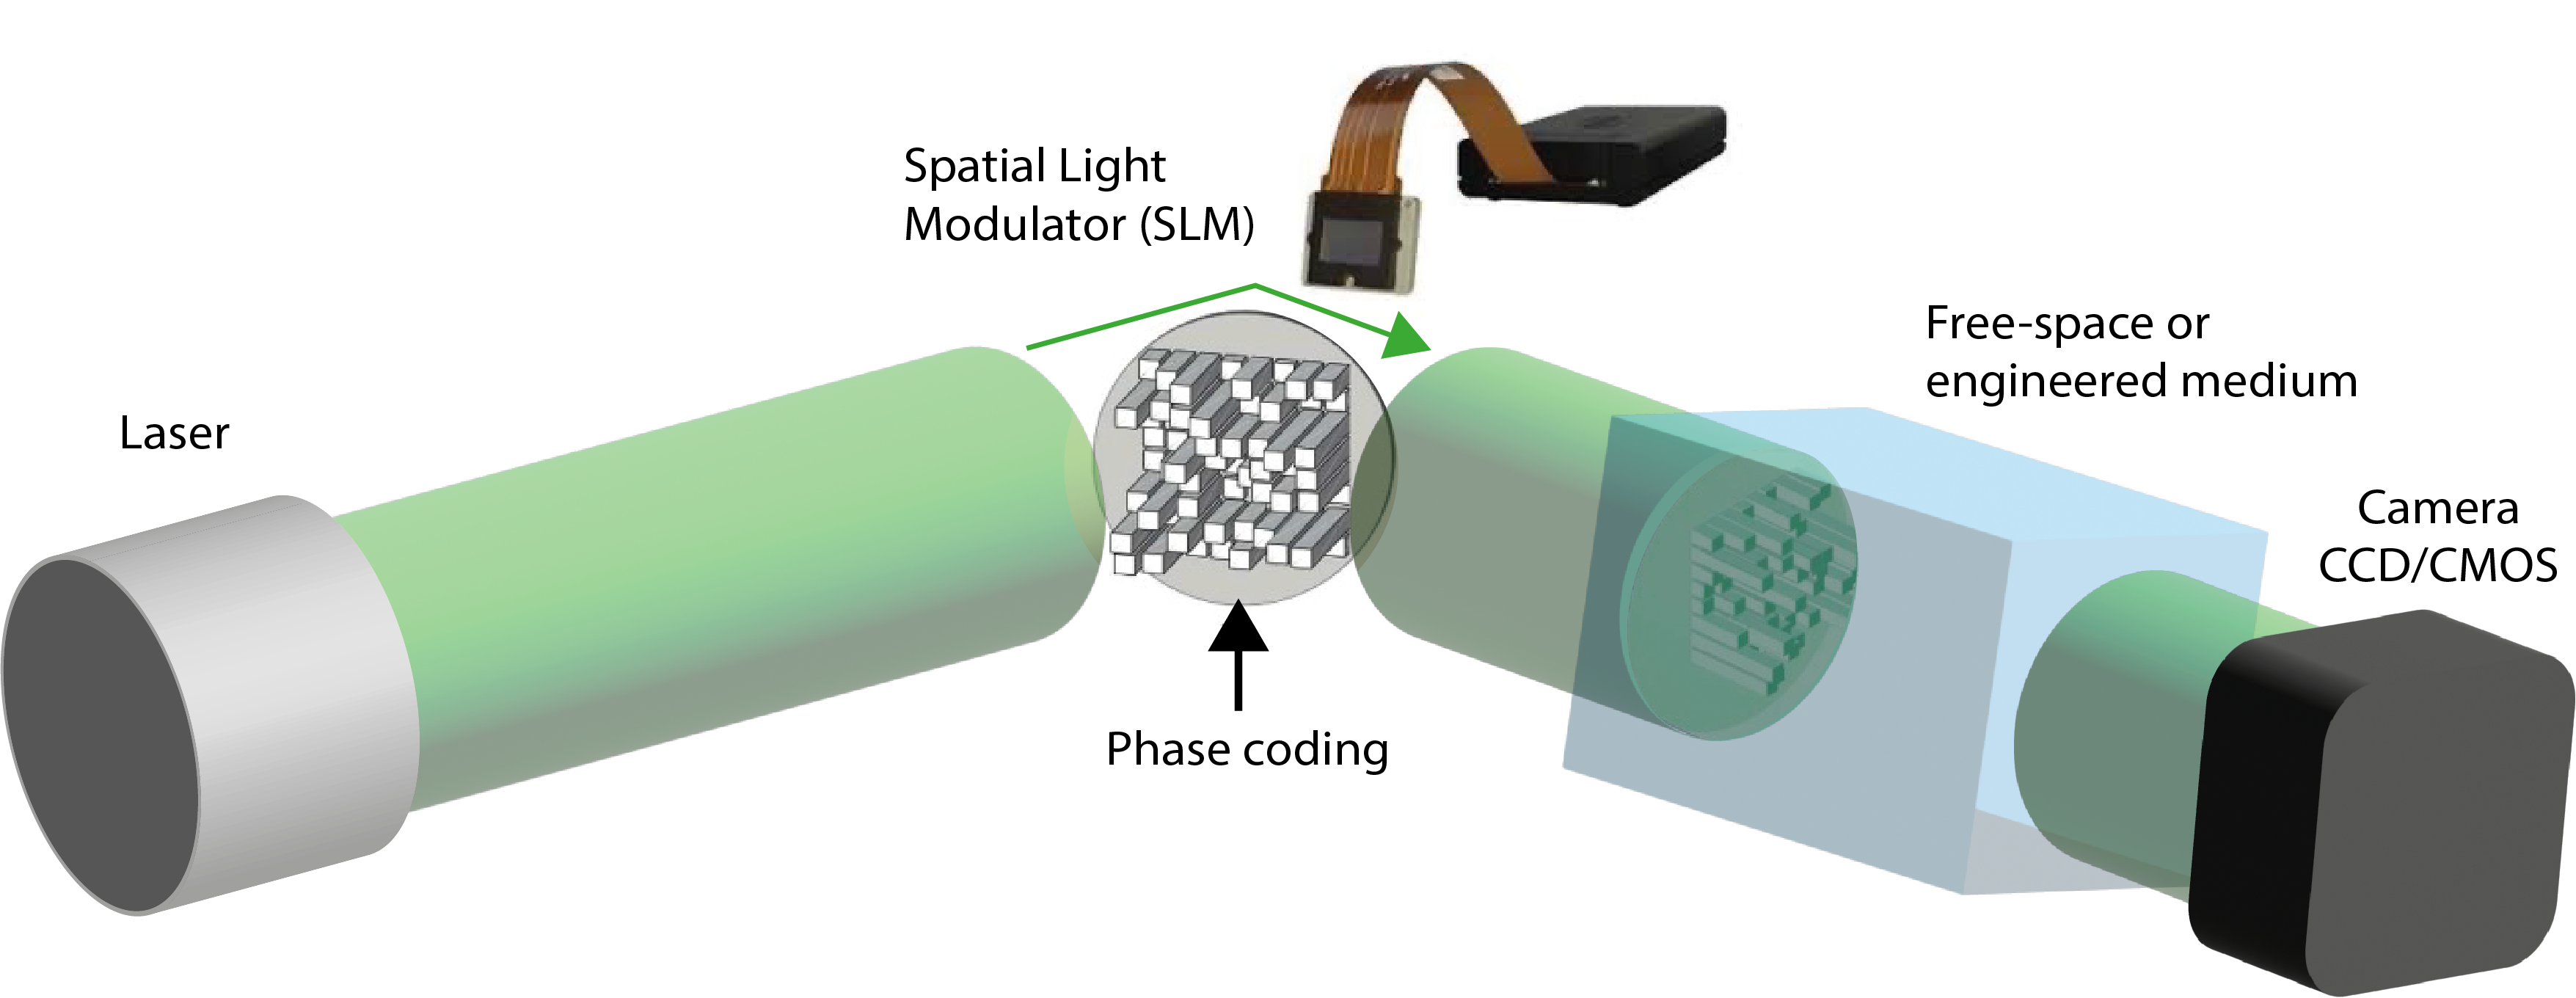 Spatial Light
Modulator (SLM)
Free-space or
engineered medium
Laser
Camera
CCD/CMOS
Phase coding